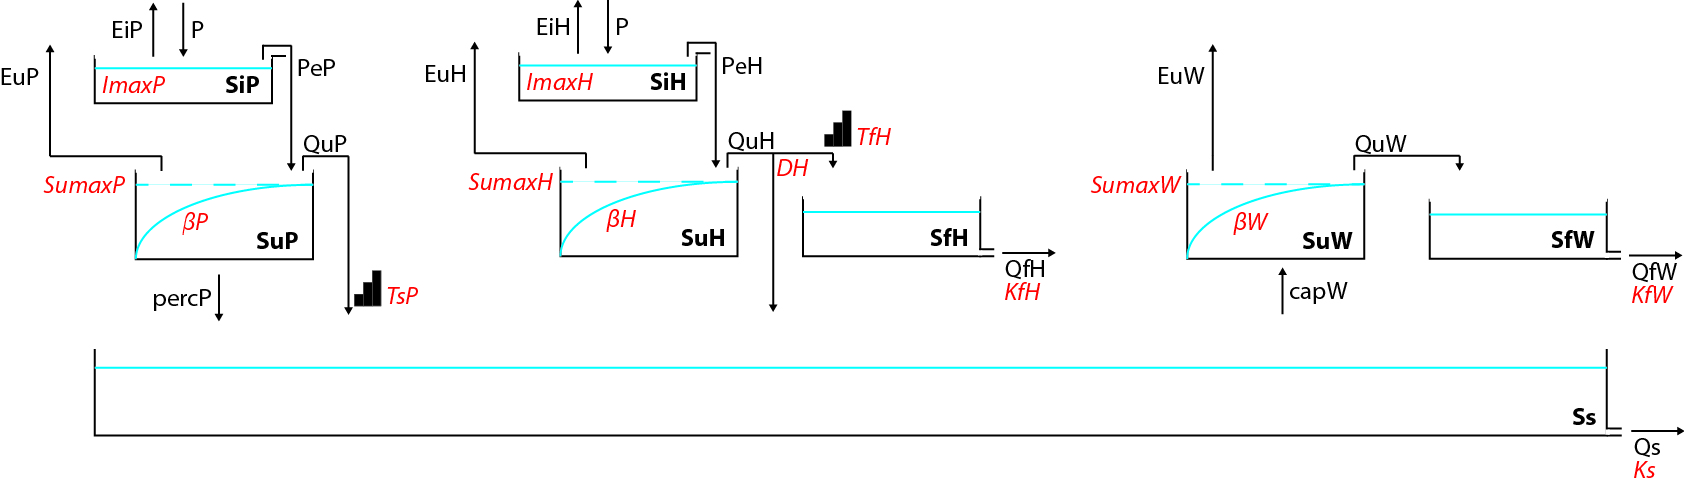 EiP
P
EuP
PeP
ImaxP
SiP
QuP
SumaxP
βP
SuP
percP
TsP
EiH
P
EuH
PeH
ImaxH
SiH
QuH
TfH
DH
SumaxH
βH
SuH
SfH
QfH
KfH
EuW
QuW
SumaxW
βW
SuW
SfW
capW
QfW
KfW
Ss
Qs
Ks